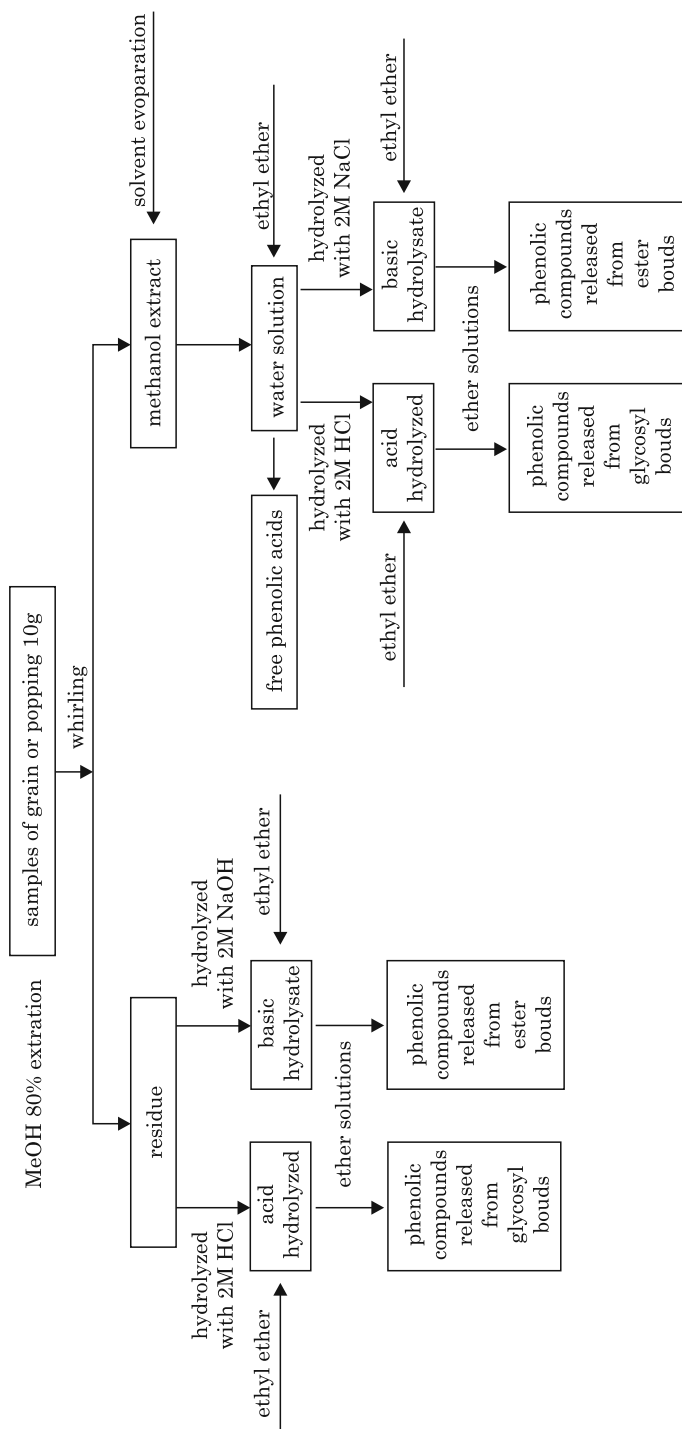 MeOH 80% extration
samples of grain or popping 10g
whirling
residue
methanol extract
solvent evoparation
hydrolyzed
with 2M HCl
hydrolyzed
with 2M NaOH
ethyl ether
acid
hydrolyzed
basic
hydrolysate
ethyl ether
ether solutions
phenolic
compounds
released
from
glycosyl
bouds
phenolic
compounds
released
from
ester
bouds
free phenolic acids
water solution
ethyl ether
hydrolyzed
with 2M HCl
hydrolyzed
with 2M NaCl
ethyl ether
acid
hydrolyzed
basic
hydrolysate
ethyl ether
ether solutions
phenolic
compounds
released
from
glycosyl
bouds
phenolic
compounds
released
from
ester
bouds